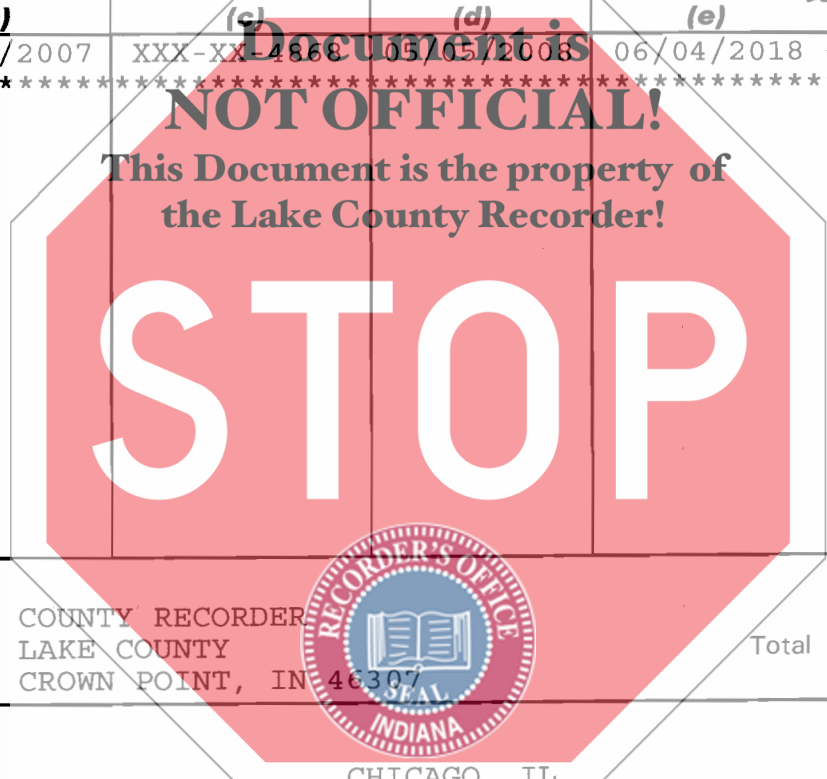 ) (c) (d) (e)
/2007 XXX-XX-4868 05/05/2008 06/04/2018
****************************************
Document is
NOT OFFICIAL!
This Document is the property of
the Lake County Recorder!
STOP
RECORDER'S OFFICE
SEAL
INDIANA
COUNTY RECORDER
LAKE COUNTY
CROWN POINT, IN 46307
Total
CHICAGO, IL